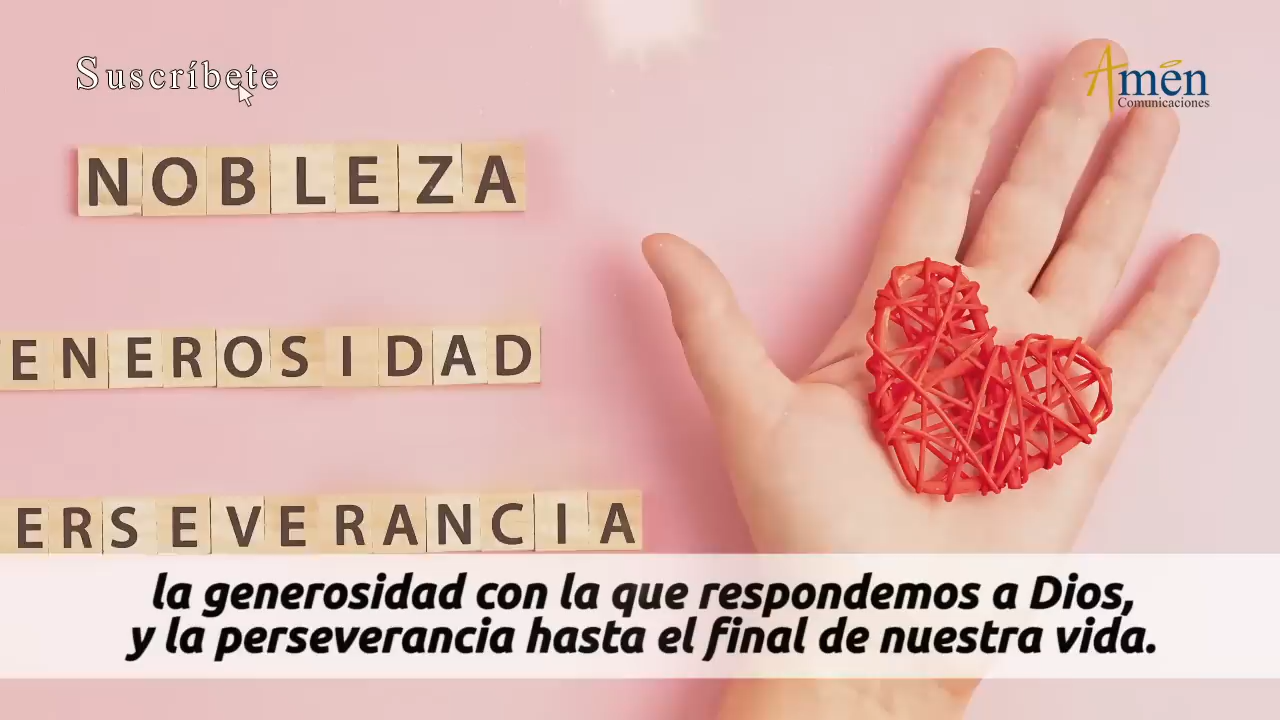 Suscríbete
Amén
Comunicaciones
NOBLEZA
ENEROSIDAD
ERSEVERANCIA
la generosidad con la que respondemos a Dios,
y la perseverancia hasta el final de nuestra vida.